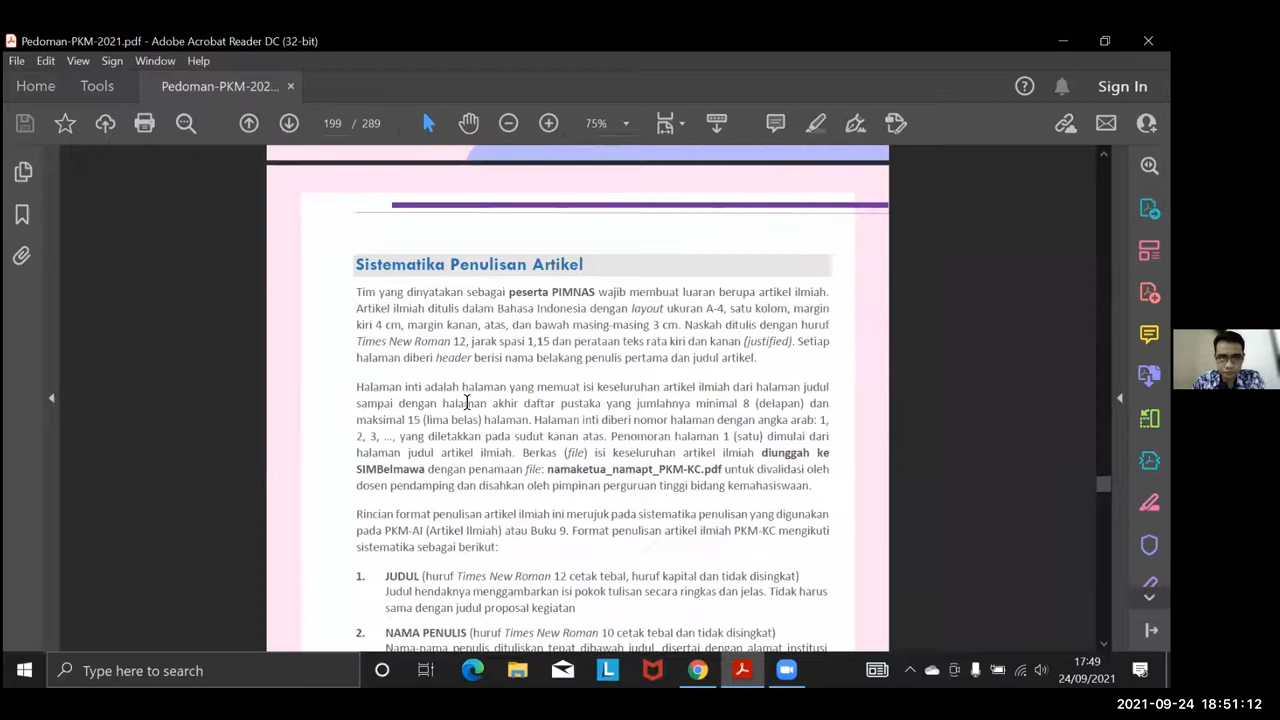 Pedoman-PKM-2021.pdf - Adobe Acrobat Reader DC (32-bit)
File Edit View Sign Window Help
Home Tools Pedoman-PKM-202... × Sign In
199 / 289 75%
Sistematika Penulisan Artikel
Tim yang dinyatakan sebagai peserta PIMNAS wajib membuat luaran berupa artikel ilmiah.
Artikel ilmiah ditulis dalam Bahasa Indonesia dengan layout ukuran A-4, satu kolom, margin
kiri 4 cm, margin kanan, atas, dan bawah masing-masing 3 cm. Naskah ditulis dengan huruf
Times New Roman 12, jarak spasi 1,15 dan perataan teks rata kiri dan kanan (justified). Setiap
halaman diberi header berisi nama belakang penulis pertama dan judul artikel.
Halaman inti adalah halaman yang memuat isi keseluruhan artikel ilmiah dari halaman judul
sampai dengan halaman akhir daftar pustaka yang jumlahnya minimal 8 (delapan) dan
maksimal 15 (lima belas) halaman. Halaman inti diberi nomor halaman dengan angka arab: 1,
2, 3, ..., yang diletakkan pada sudut kanan atas. Penomoran halaman 1 (satu) dimulai dari
halaman judul artikel ilmiah. Berkas (file) isi keseluruhan artikel ilmiah diunggah ke
SIMBelmawa dengan penamaan file: namaketua_namapt_PKM-KC.pdf untuk divalidasi oleh
dosen pendamping dan disahkan oleh pimpinan perguruan tinggi bidang kemahasiswaan.
Rincian format penulisan artikel ilmiah ini merujuk pada sistematika penulisan yang digunakan
pada PKM-AI (Artikel Ilmiah) atau Buku 9. Format penulisan artikel ilmiah PKM-KC mengikuti
sistematika sebagai berikut:
1. JUDUL (huruf Times New Roman 12 cetak tebal, huruf kapital dan tidak disingkat)
Judul hendaknya menggambarkan isi pokok tulisan secara ringkas dan jelas. Tidak harus
sama dengan judul proposal kegiatan
2. NAMA PENULIS (huruf Times New Roman 10 cetak tebal dan tidak disingkat)
Nama-nama penulis dituliskan tepat dibawah judul, disertai dengan alamat institusi
Type here to search
17:49
24/09/2021
2021-09-24 18:51:12